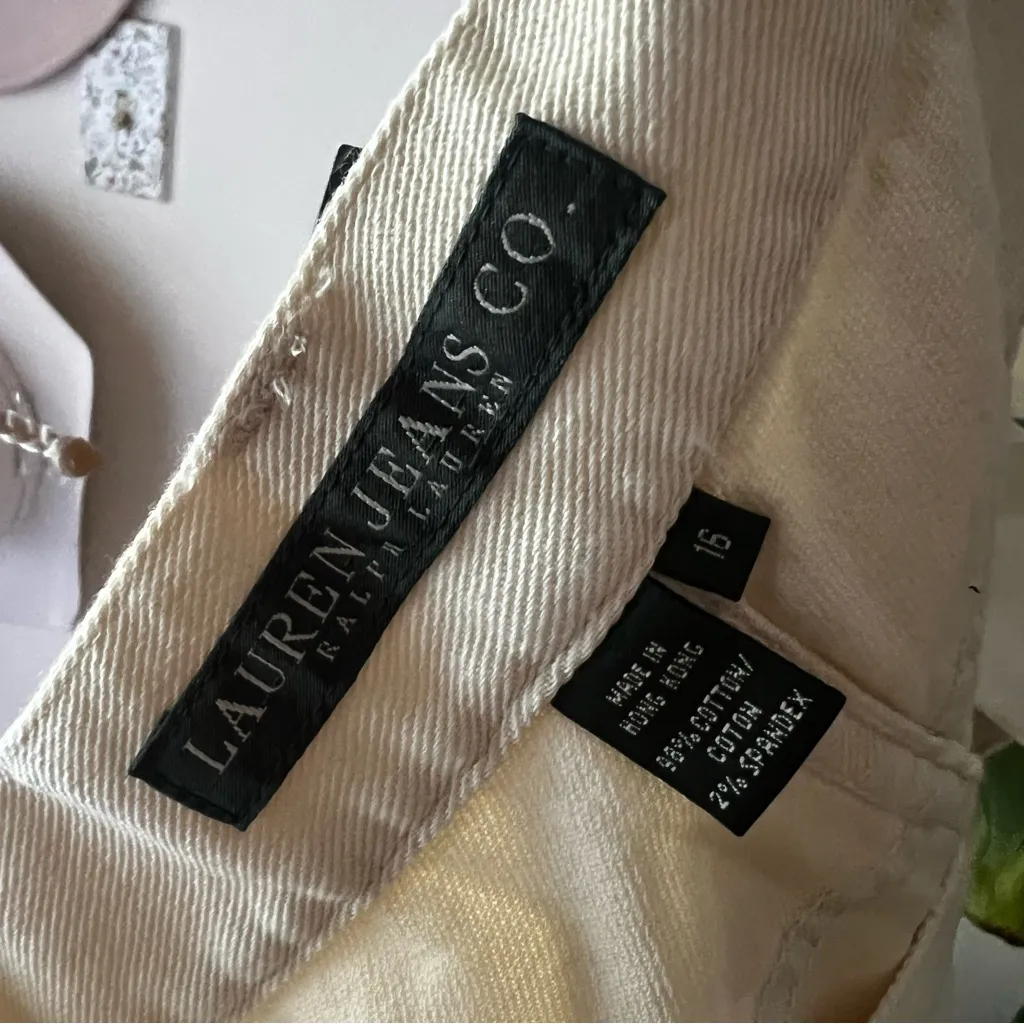 LAUREN JEANS CO.
RALPH LAUREN
16
MADE IN
HONG KONG
98% COTTON/
COTON
2% SPANDEX